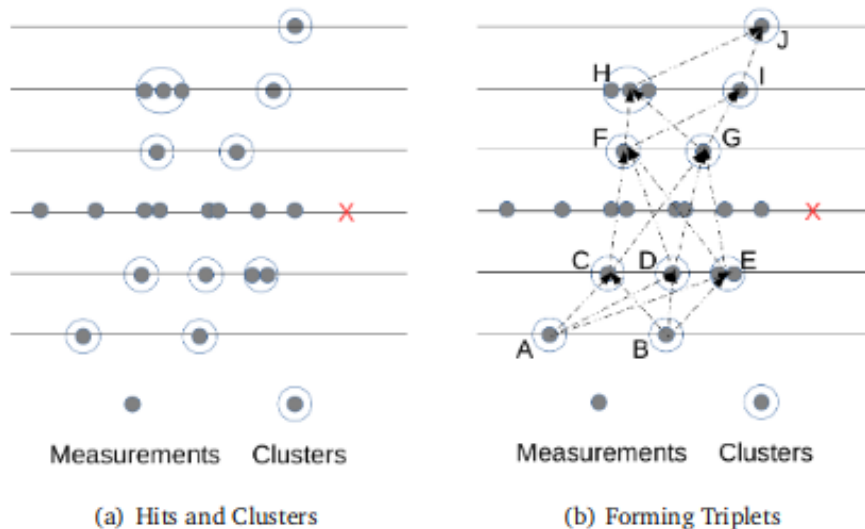 J
H
I
F
G
X
X
C
D
E
A
B
Measurements Clusters
Measurements Clusters
(a) Hits and Clusters
(b) Forming Triplets